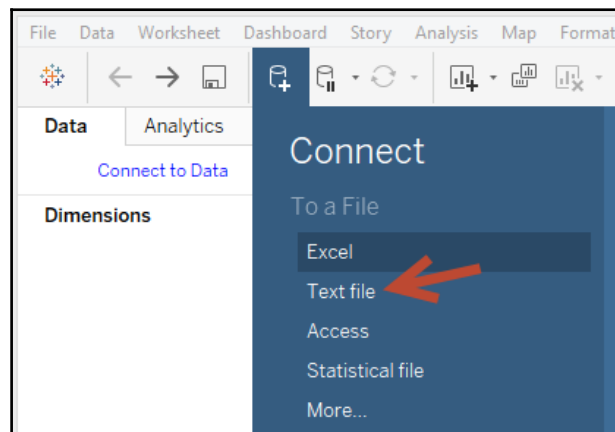 File Data Worksheet Dashboard Story Analysis Map Format
Data Analytics
Connect to Data
Dimensions
Connect
To a File
Excel
Text file
Access
Statistical file
More...